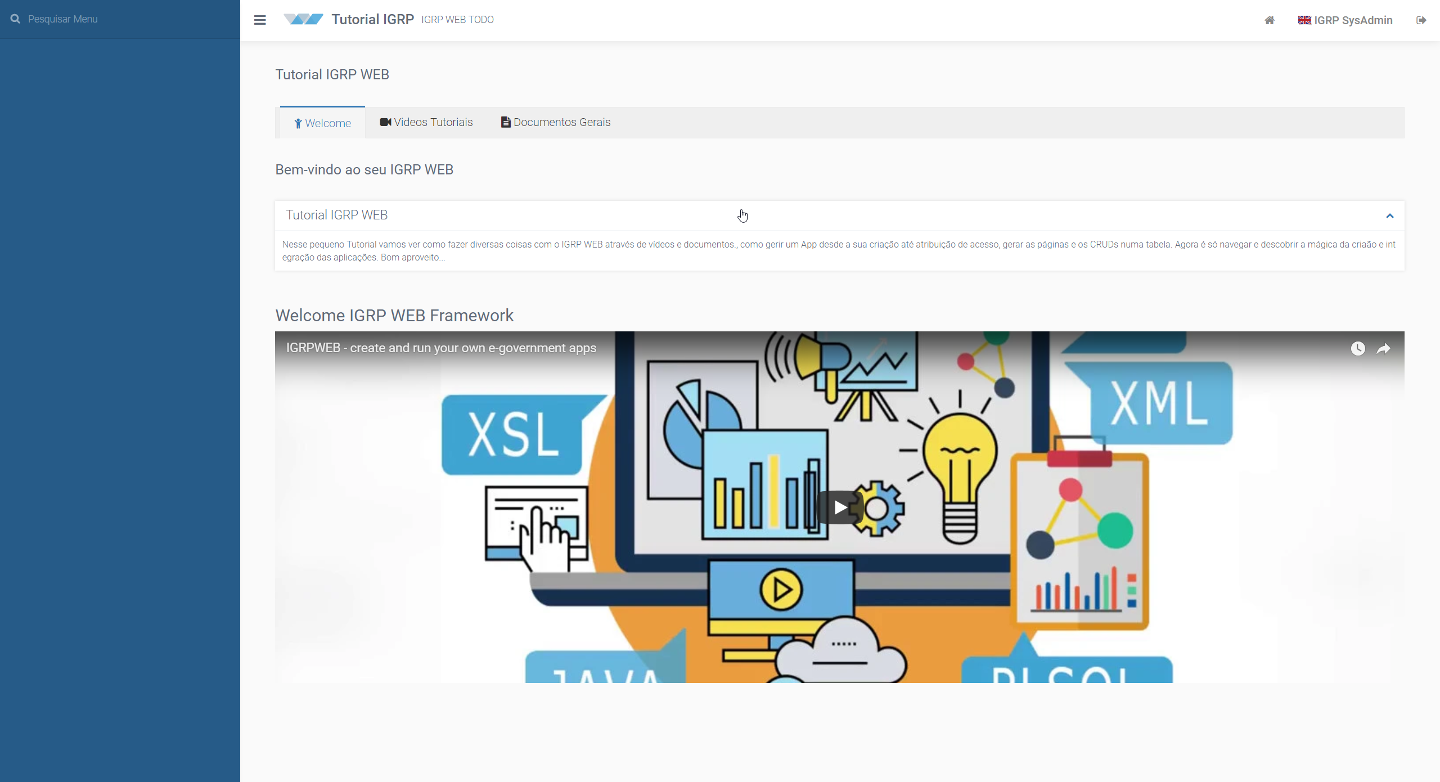 Pesquisar Menu
Tutorial IGRP IGRP WEB TODO
IGRP SysAdmin
Tutorial IGRP WEB
Welcome
Videos Tutoriais
Documentos Gerais
Bem-vindo ao seu IGRP WEB
Tutorial IGRP WEB
Nesse pequeno Tutorial vamos ver como fazer diversas coisas com o IGRP WEB através de vídeos e documentos., como gerir um App desde a sua criação até atribuição de acesso, gerar as páginas e os CRUDs numa tabela. Agora é só navegar e descobrir a mágica da criaão e int
egração das aplicações. Bom aproveito...
Welcome IGRP WEB Framework
IGRPWEB - create and run your own e-government apps
XSL
XML
JAVA
PLSQL